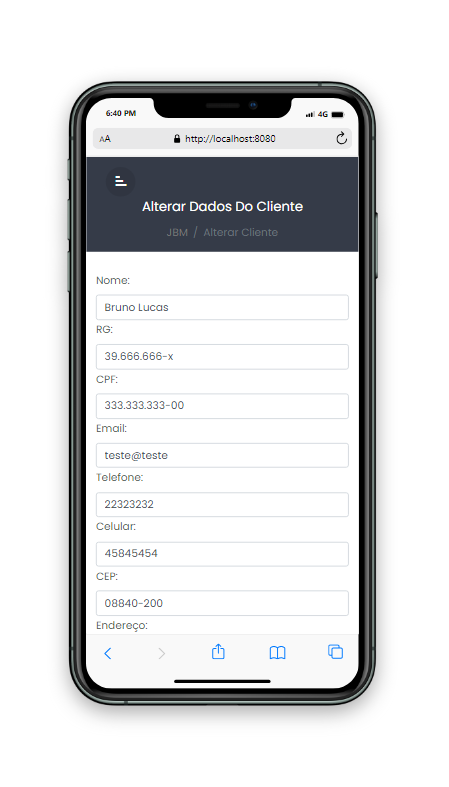 6:40 PM
4G
AA
http://localhost:8080
Alterar Dados Do Cliente
JBM / Alterar Cliente
Nome:
Bruno Lucas
RG:
39.666.666-x
CPF:
333.333.333-00
Email:
teste@teste
Telefone:
22323232
Celular:
45845454
CEP:
08840-200
Endereço: